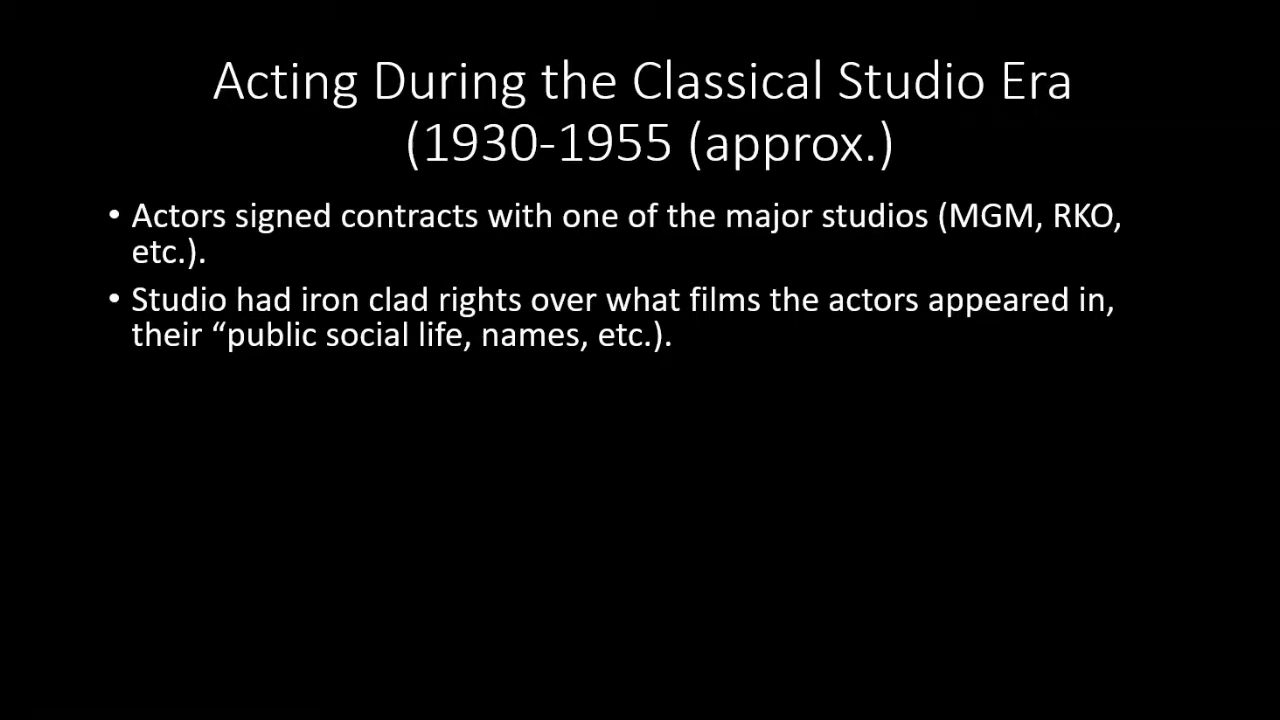 Acting During the Classical Studio Era
(1930-1955 (approx.)
• Actors signed contracts with one of the major studios (MGM, RKO,
etc.).
• Studio had iron clad rights over what films the actors appeared in,
their “public social life, names, etc.).